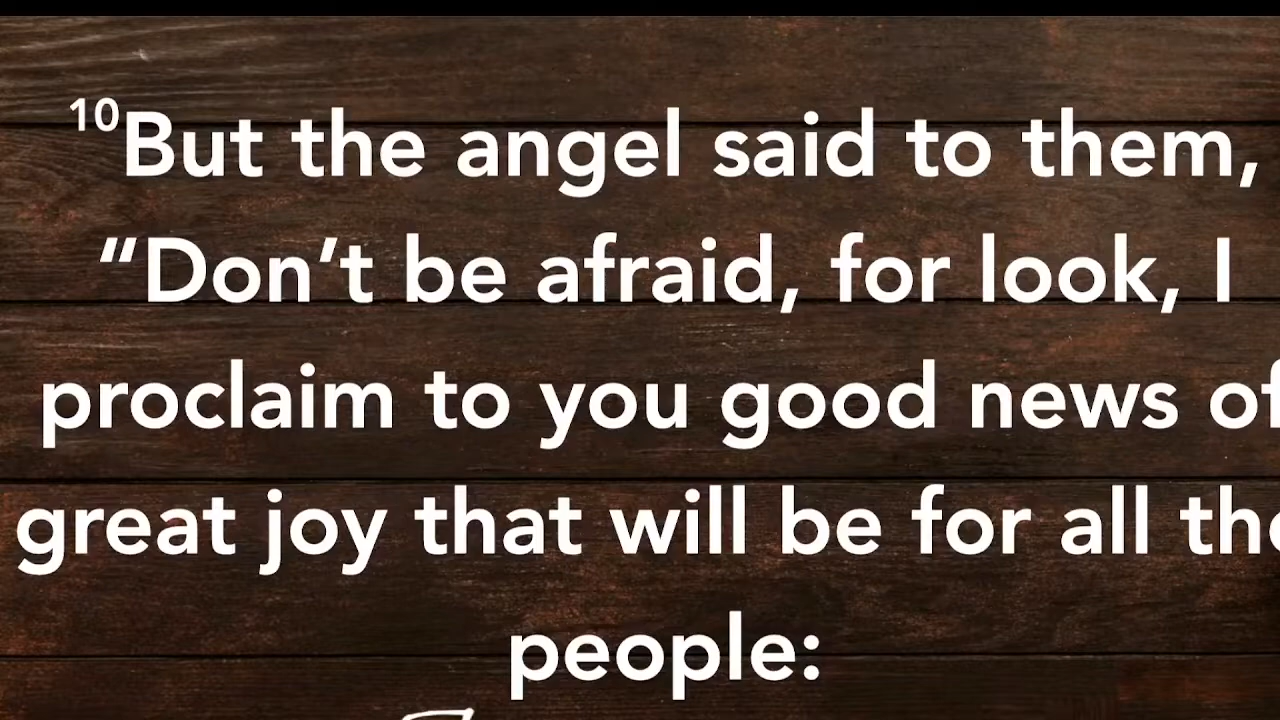 10But the angel said to them,
“Don’t be afraid, for look, I
proclaim to you good news of
great joy that will be for all the
people: